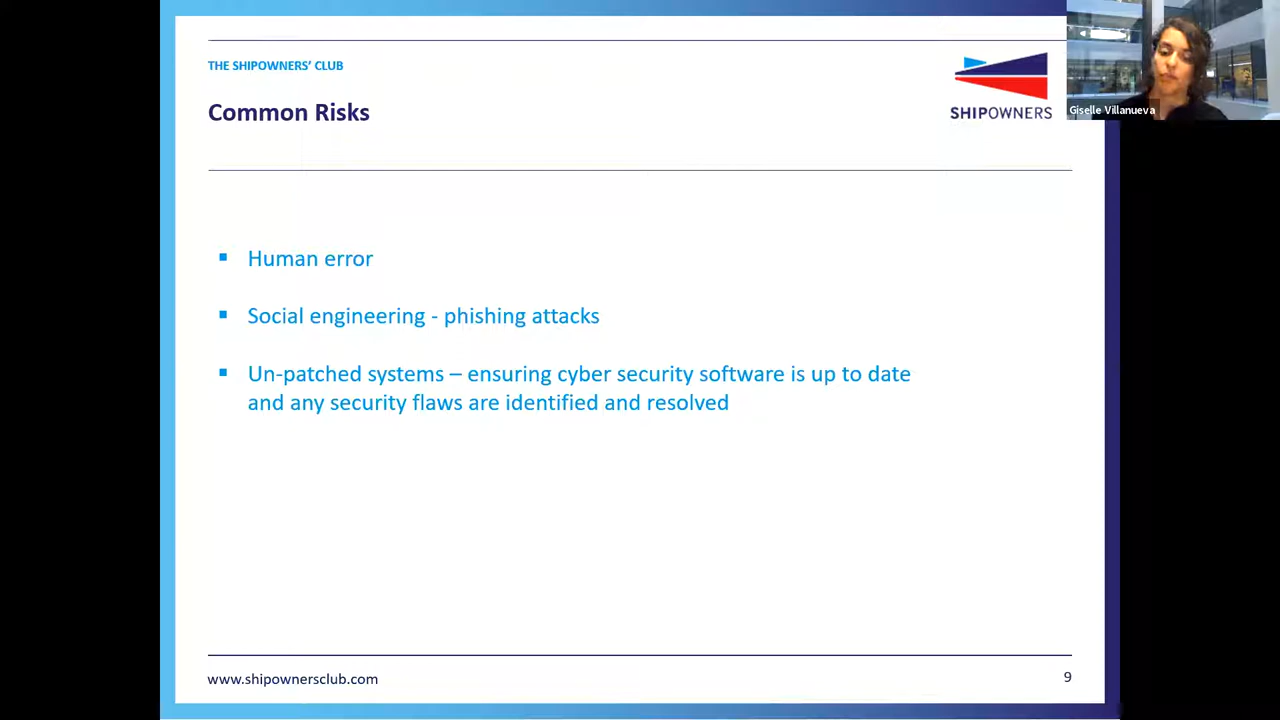 THE SHIPOWNERS' CLUB
Common Risks
SHIPOWNERS
Giselle Villanueva
▪ Human error
▪ Social engineering - phishing attacks
▪ Un-patched systems – ensuring cyber security software is up to date
and any security flaws are identified and resolved
www.shipownersclub.com
9